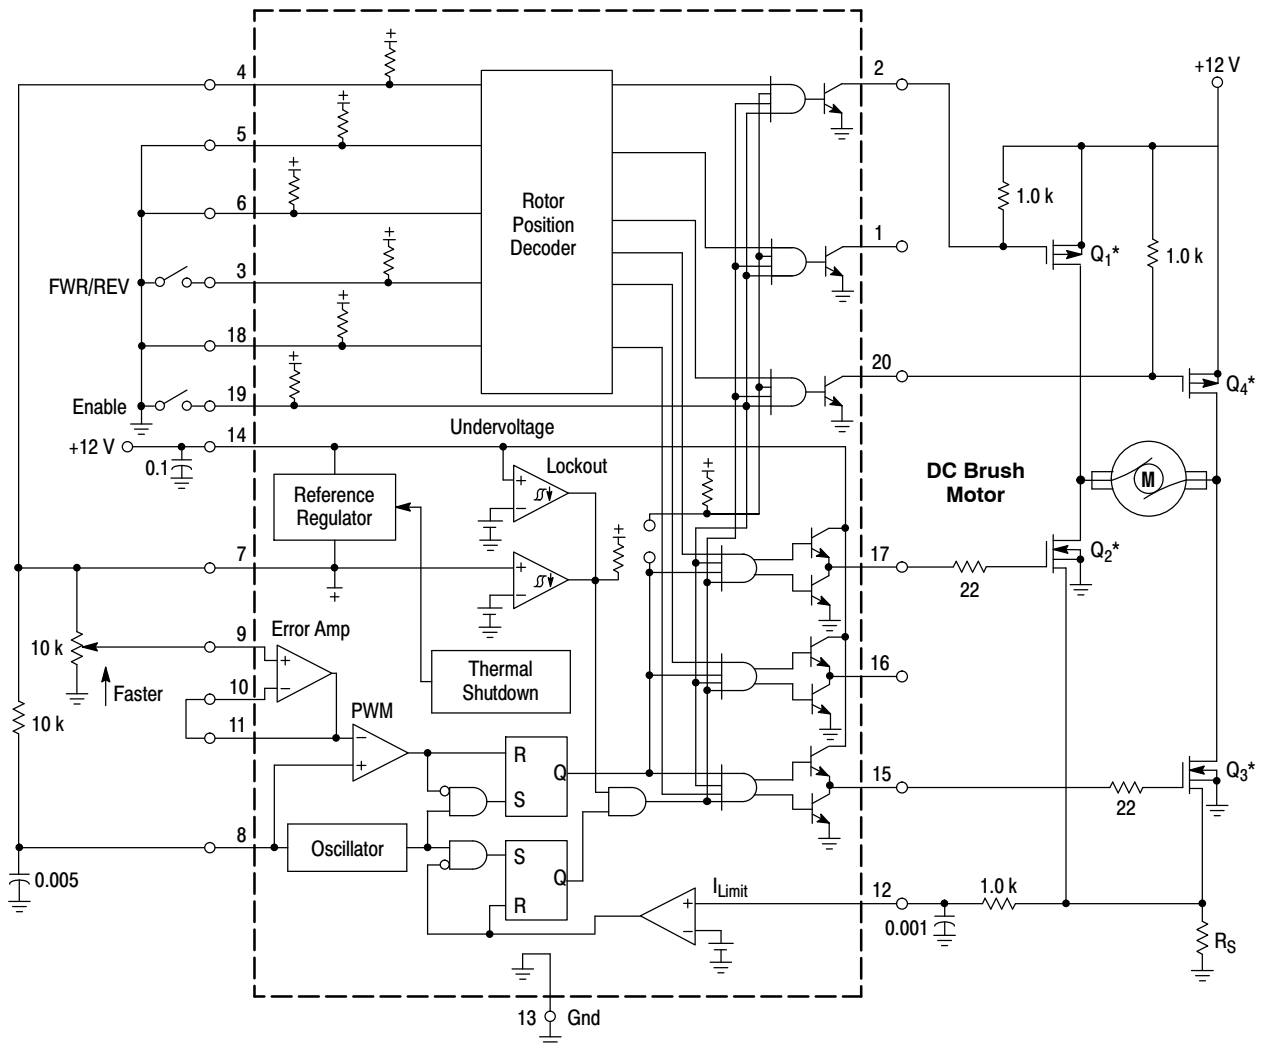 4
2
+12 V
5
6
Rotor
Position
Decoder
1.0 k
Q1*
1.0 k
1
3
FWR/REV
18
20
Q4*
Enable
19
+12 V
14
0.1
Undervoltage
Lockout
Reference
Regulator
DC Brush
Motor
M
7
17
22
Q2*
10 k
9
Error Amp
Faster
10
11
Thermal
Shutdown
16
10 k
PWM
R
Q
S
15
22
Q3*
8
Oscillator
S
Q
R
0.005
ILimit
12
1.0 k
0.001
RS
13
Gnd